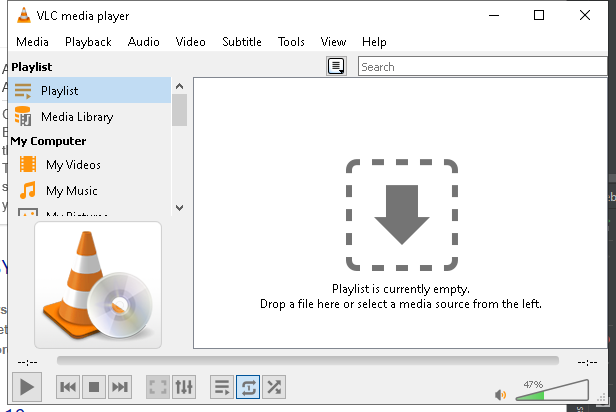 VLC media player
Media Playback Audio Video Subtitle Tools View Help
Playlist
Search
Playlist
Media Library
My Computer
My Videos
My Music
My Pictures
Playlist is currently empty.
Drop a file here or select a media source from the left.
--:-- --:--
47%